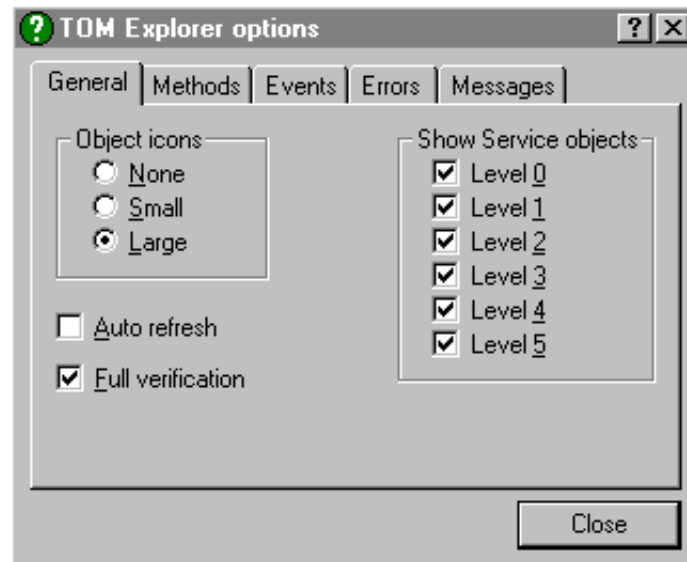 TOM Explorer options
General Methods Events Errors Messages
Object icons
None
Small
Large
Auto refresh
Full verification
Show Service objects
Level 0
Level 1
Level 2
Level 3
Level 4
Level 5
Close